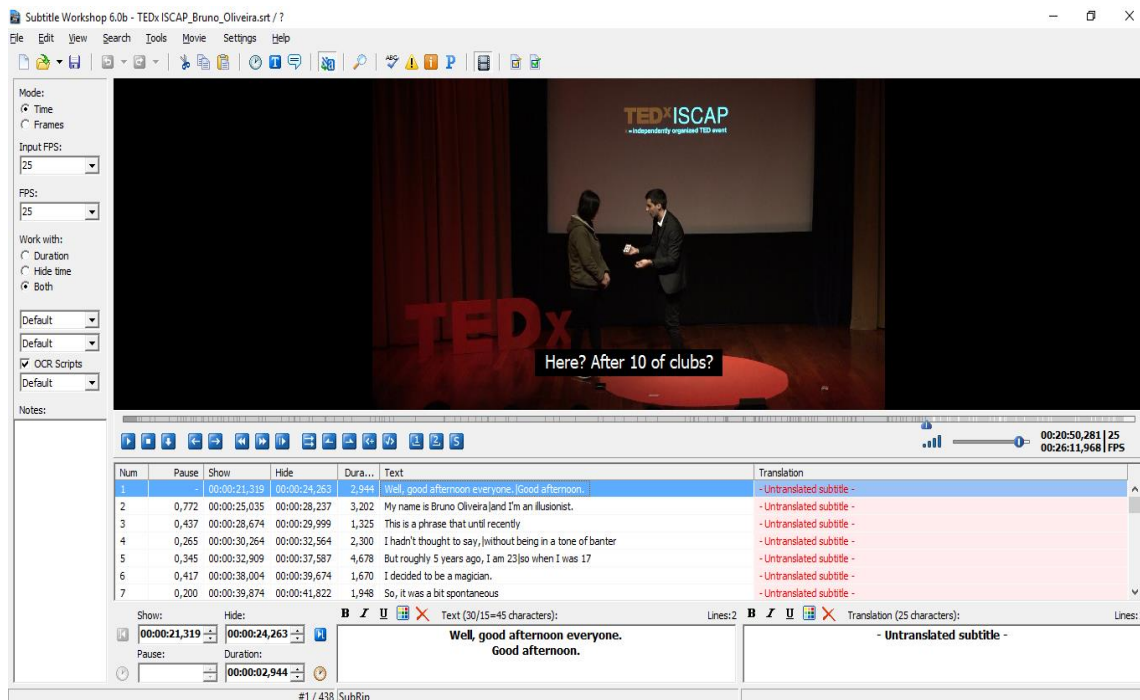 Subtitle Workshop 6.0b - TEDx ISCAP_Bruno_Oliveira.srt / ?
File Edit View Search Tools Movie Settings Help
Mode:
Time
Frames
Input FPS:
25
FPS:
25
Work with:
Duration
Hide time
Both
Default
Default
OCR Scripts
Default
Notes:
TEDxISCAP
x = independently organized TED event
TEDx
Here? After 10 of clubs?
00:20:50,281 25
00:26:11,968 FPS
Num Pause Show Hide Dura... Text Translation
1 - 00:00:21,319 00:00:24,263 2,944 Well, good afternoon everyone.|Good afternoon. - Untranslated subtitle -
2 0,772 00:00:25,035 00:00:28,237 3,202 My name is Bruno Oliveira|and I'm an illusionist. - Untranslated subtitle -
3 0,437 00:00:28,674 00:00:29,999 1,325 This is a phrase that until recently - Untranslated subtitle -
4 0,265 00:00:30,264 00:00:32,564 2,300 I hadn't thought to say,|without being in a tone of banter - Untranslated subtitle -
5 0,345 00:00:32,909 00:00:37,587 4,678 But roughly 5 years ago, I am 23|so when I was 17 - Untranslated subtitle -
6 0,417 00:00:38,004 00:00:39,674 1,670 I decided to be a magician. - Untranslated subtitle -
7 0,200 00:00:39,874 00:00:41,822 1,948 So, it was a bit spontaneous - Untranslated subtitle -
Show: Hide: B I U Text (30/15=45 characters): Lines:2 B I U Translation (25 characters): Lines:
00:00:21,319 00:00:24,263
Pause: Duration:
00:00:02,944
Well, good afternoon everyone.
Good afternoon.
- Untranslated subtitle -
#1 / 438 SubRip